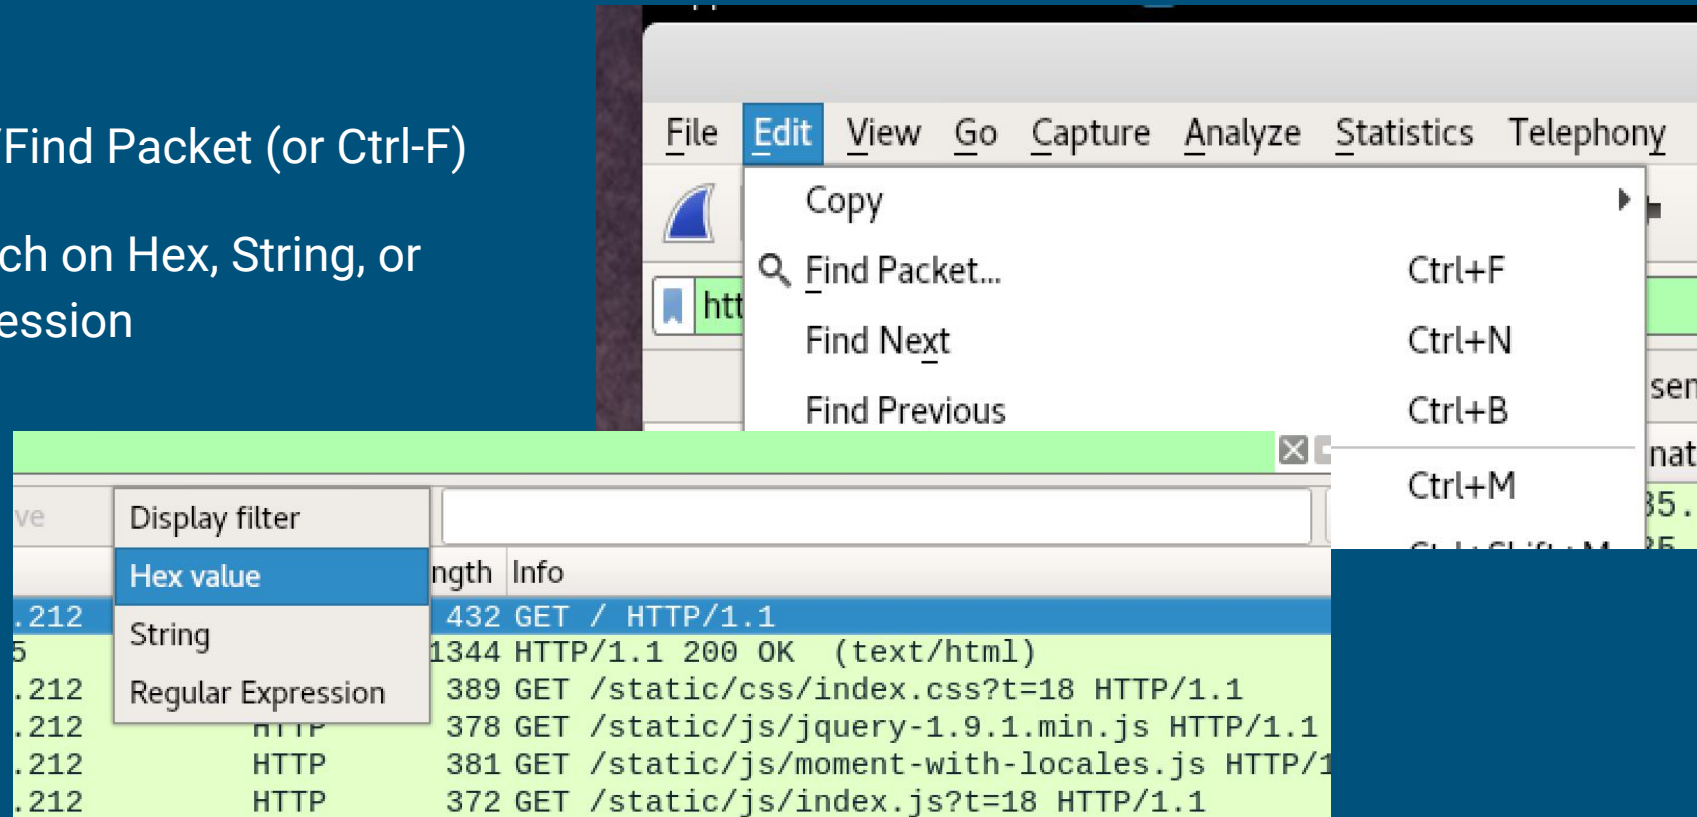 /Find Packet (or Ctrl-F)
ch on Hex, String, or
ession
File Edit View Go Capture Analyze Statistics Telephony
Copy
Find Packet... Ctrl+F
htt
Find Next Ctrl+N
Find Previous Ctrl+B
sen
nat
Ctrl+M
35.
Ctrl+Shift+M
35
ve
Display filter
Hex value
String
Regular Expression
ngth Info
.212 432 GET / HTTP/1.1
5 1344 HTTP/1.1 200 OK (text/html)
.212 389 GET /static/css/index.css?t=18 HTTP/1.1
.212 HTTP 378 GET /static/js/jquery-1.9.1.min.js HTTP/1.1
.212 HTTP 381 GET /static/js/moment-with-locales.js HTTP/1
.212 HTTP 372 GET /static/js/index.js?t=18 HTTP/1.1